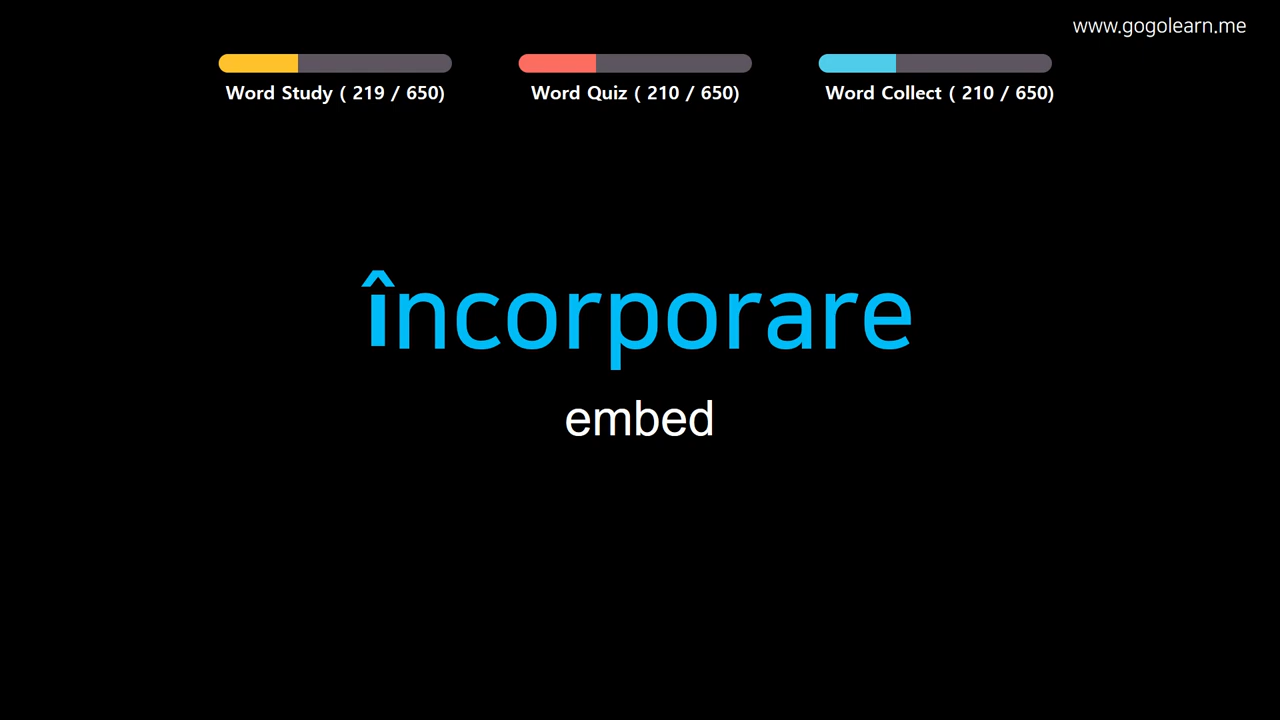 www.gogolearn.me
Word Study ( 219 / 650)
Word Quiz ( 210 / 650)
Word Collect ( 210 / 650)
încorporare
embed